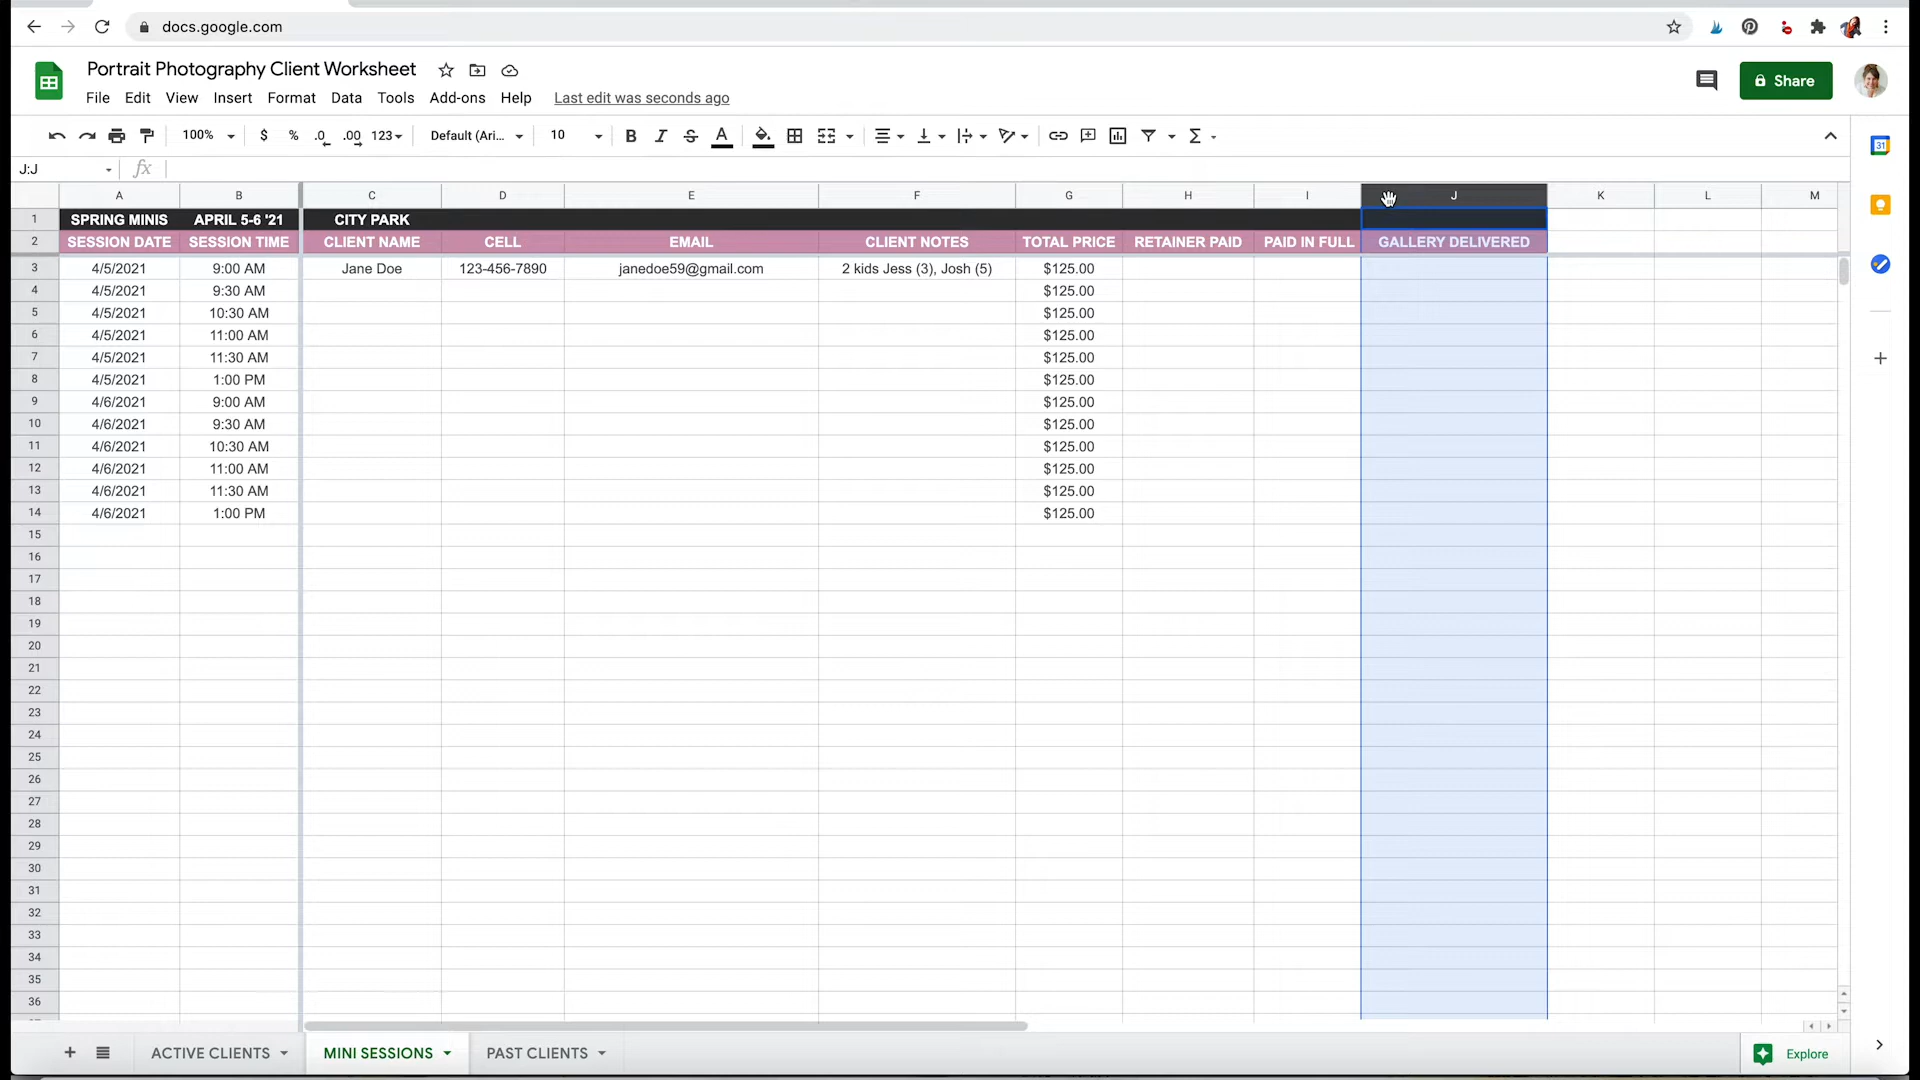 docs.google.com
Portrait Photography Client Worksheet
Share
File Edit View Insert Format Data Tools Add-ons Help Last edit was seconds ago
100% $ % .0 .00 123 Default (Ari... 10 B I S A Σ 31
J:J fx
A B C D E F G H I J K L M
1 SPRING MINIS APRIL 5-6 '21 CITY PARK
2 SESSION DATE SESSION TIME CLIENT NAME CELL EMAIL CLIENT NOTES TOTAL PRICE RETAINER PAID PAID IN FULL GALLERY DELIVERED
3 4/5/2021 9:00 AM Jane Doe 123-456-7890 janedoe59@gmail.com 2 kids Jess (3), Josh (5) $125.00
4 4/5/2021 9:30 AM $125.00
5 4/5/2021 10:30 AM $125.00
6 4/5/2021 11:00 AM $125.00
7 4/5/2021 11:30 AM $125.00
8 4/5/2021 1:00 PM $125.00
9 4/6/2021 9:00 AM $125.00
10 4/6/2021 9:30 AM $125.00
11 4/6/2021 10:30 AM $125.00
12 4/6/2021 11:00 AM $125.00
13 4/6/2021 11:30 AM $125.00
14 4/6/2021 1:00 PM $125.00
15
16
17
18
19
20
21
22
23
24
25
26
27
28
29
30
31
32
33
34
35
36
ACTIVE CLIENTS MINI SESSIONS PAST CLIENTS Explore